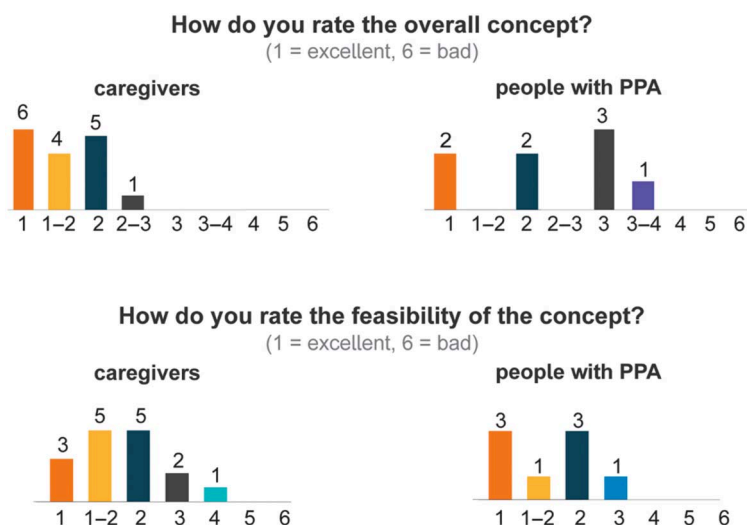 How do you rate the overall concept?
(1 = excellent, 6 = bad)
caregivers
6
4
5
1
1 1–2 2 2–3 3 3–4 4 5 6
people with PPA
2
2
3
1
1 1–2 2 2–3 3 3–4 4 5 6
How do you rate the feasibility of the concept?
(1 = excellent, 6 = bad)
caregivers
3
5
5
2
1
1 1–2 2 3 4 5 6
people with PPA
3
1
3
1
1 1–2 2 3 4 5 6